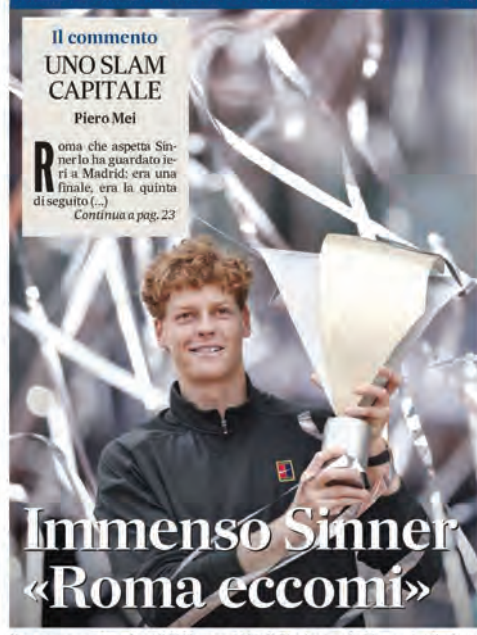 Il commento
UNO SLAM
CAPITALE
Piero Mei
Roma che aspetta Sin-
ner lo ha guardato ie-
ri a Madrid: era una
finale, era la quinta
di seguito (...)
Continua a pag. 23
Immenso Sinner
«Roma eccomi»